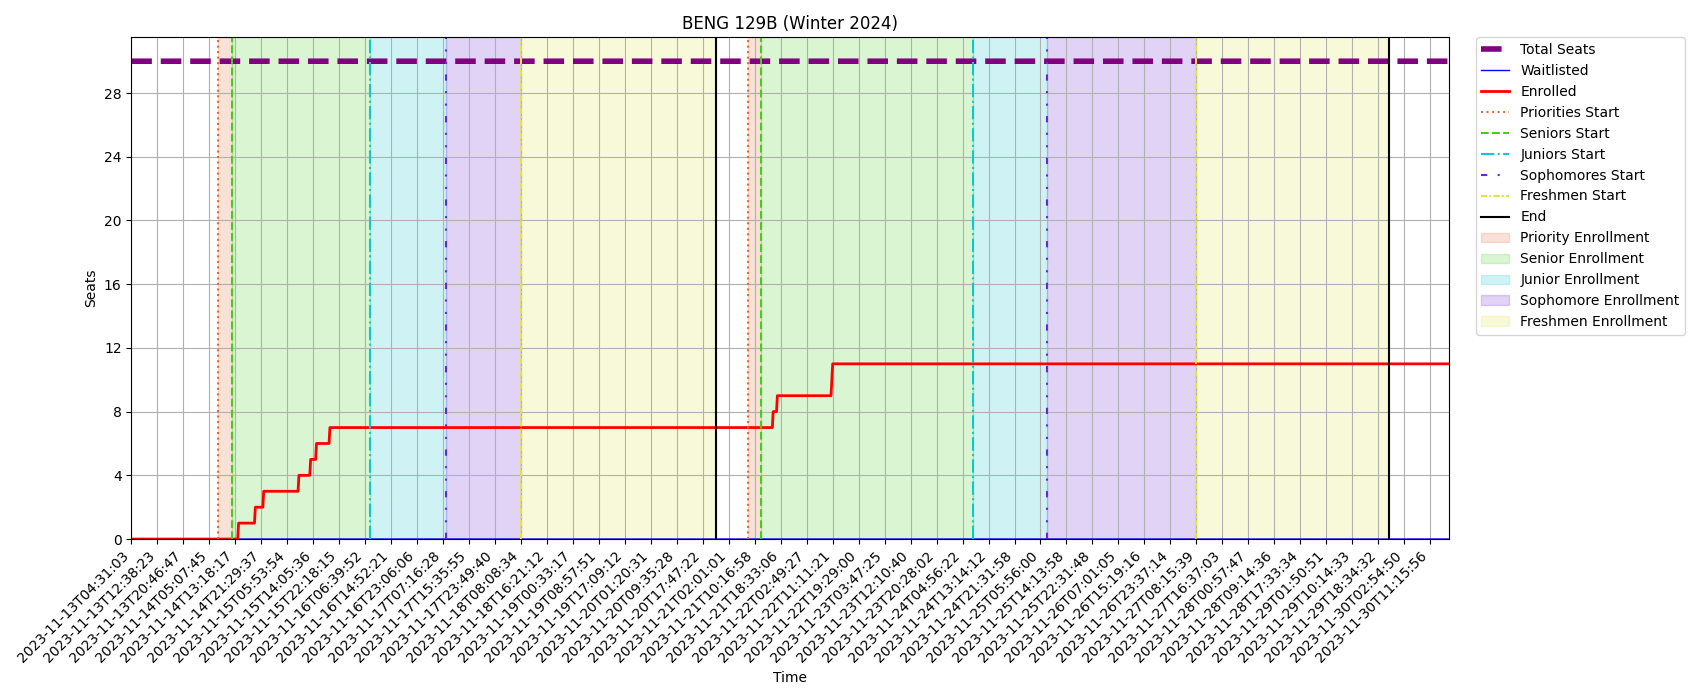 BENG 129B (Winter 2024)
Seats
28
24
20
16
12
8
4
0
2023-11-13T04:31:03
2023-11-13T12:38:23
2023-11-13T20:46:47
2023-11-14T05:07:45
2023-11-14T13:18:17
2023-11-14T21:29:37
2023-11-15T05:53:54
2023-11-15T14:05:36
2023-11-15T22:18:15
2023-11-16T06:39:52
2023-11-16T14:52:21
2023-11-16T23:06:06
2023-11-17T07:16:28
2023-11-17T15:35:55
2023-11-17T23:49:40
2023-11-18T08:08:34
2023-11-18T16:21:12
2023-11-19T00:33:17
2023-11-19T08:57:51
2023-11-19T17:09:12
2023-11-20T01:20:31
2023-11-20T09:35:28
2023-11-20T17:47:22
2023-11-21T02:01:01
2023-11-21T10:16:58
2023-11-21T18:33:06
2023-11-22T02:49:27
2023-11-22T11:11:21
2023-11-22T19:29:00
2023-11-23T03:47:25
2023-11-23T12:10:40
2023-11-23T20:28:02
2023-11-24T04:56:22
2023-11-24T13:14:12
2023-11-24T21:31:58
2023-11-25T05:56:00
2023-11-25T14:13:58
2023-11-25T22:31:48
2023-11-26T07:01:05
2023-11-26T15:19:16
2023-11-26T23:37:14
2023-11-27T08:15:39
2023-11-27T16:37:03
2023-11-28T00:57:47
2023-11-28T09:14:36
2023-11-28T17:33:34
2023-11-29T01:50:51
2023-11-29T10:14:33
2023-11-29T18:34:32
2023-11-30T02:54:50
2023-11-30T11:15:56
Time
Total Seats
Waitlisted
Enrolled
Priorities Start
Seniors Start
Juniors Start
Sophomores Start
Freshmen Start
End
Priority Enrollment
Senior Enrollment
Junior Enrollment
Sophomore Enrollment
Freshmen Enrollment